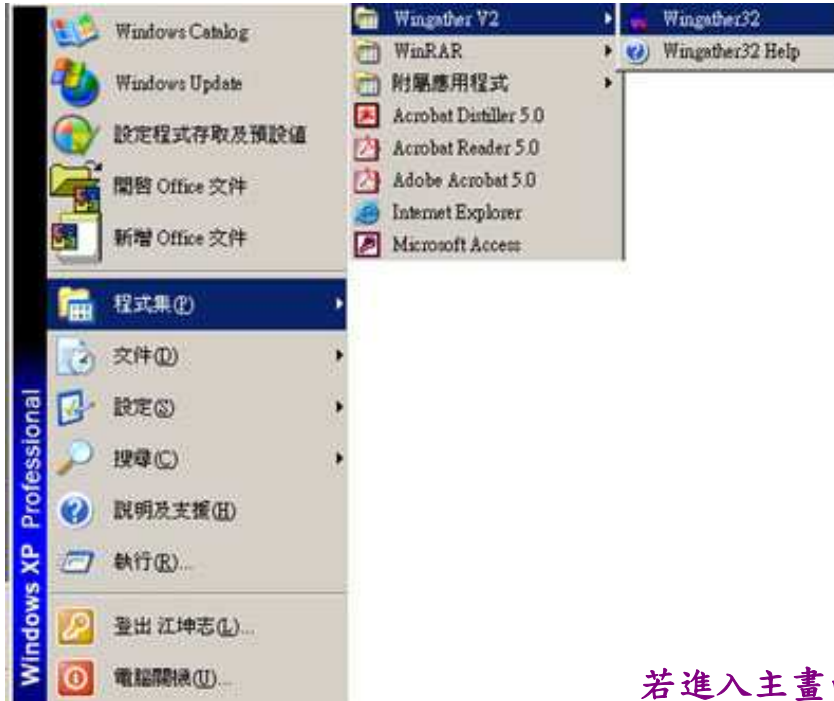 Windows Catalog
Windows Update
設定程式存取及預設值
開啓 Office 文件
新增 Office 文件
程式集(P)
文件(D)
設定(S)
搜尋(C)
說明及支援(H)
執行(R)...
登出 江坤志(L)...
電腦關機(U)...
Windows XP Professional
Wingather V2
WinRAR
附屬應用程式
Acrobat Distiller 5.0
Acrobat Reader 5.0
Adobe Acrobat 5.0
Internet Explorer
Microsoft Access
Wingather32
Wingather32 Help
若進入主畫